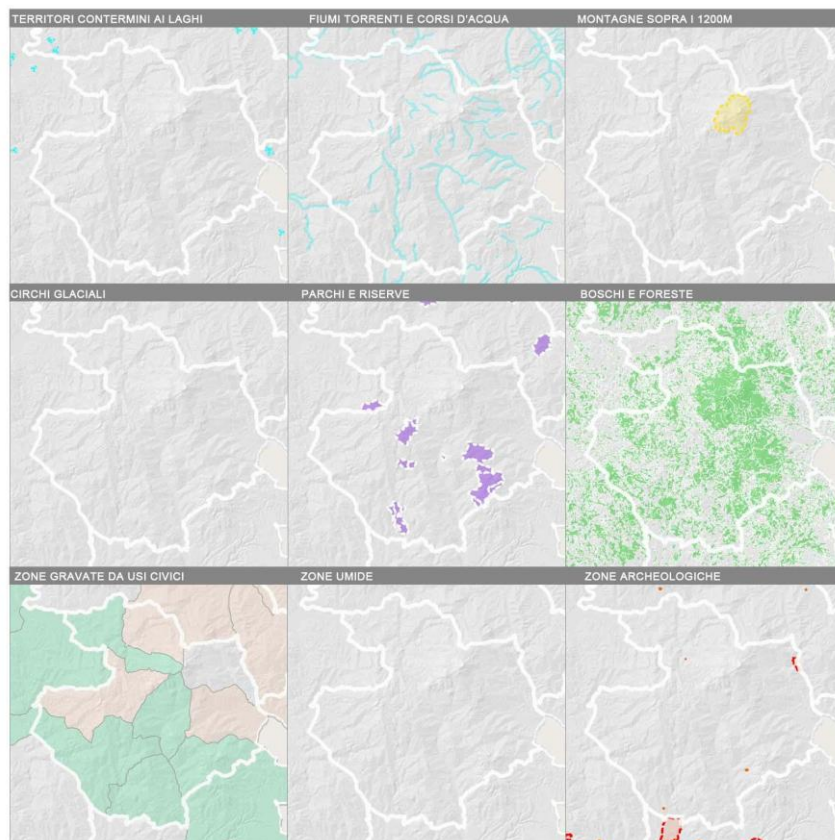 TERRITORI CONTERMINI AI LAGHI
FIUMI TORRENTI E CORSI D'ACQUA
MONTAGNE SOPRA I 1200M
CIRCHI GLACIALI
PARCHI E RISERVE
BOSCHI E FORESTE
ZONE GRAVATE DA USI CIVICI
ZONE UMIDE
ZONE ARCHEOLOGICHE